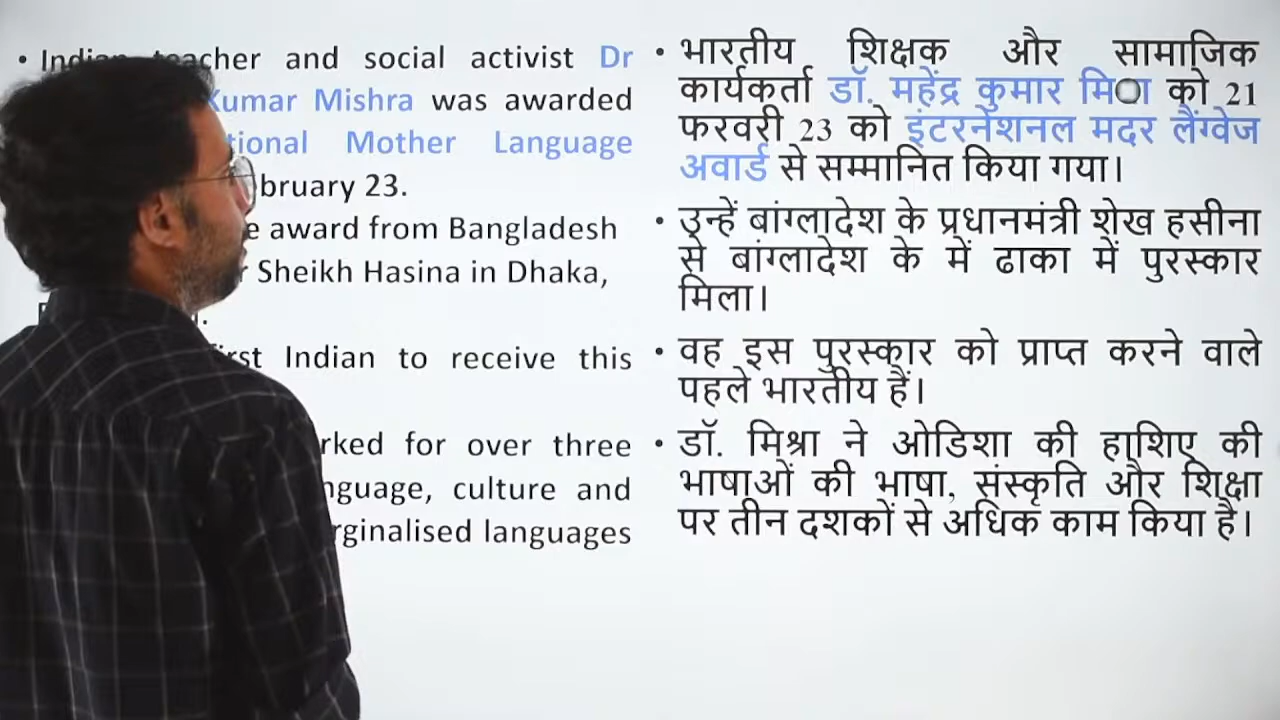 • Indian teacher and social activist Dr
Kumar Mishra was awarded
Mother Language
23.
award from Bangladesh
Sheikh Hasina in Dhaka,
Indian to receive this
for over three
culture and
languages
• भारतीय शिक्षक और सामाजिक
कार्यकर्ता डॉ. महेंद्र कुमार को 21
फरवरी 23 को इंटरनेशनल मदर लैंग्वेज
अवार्ड से सम्मानित किया गया।
• उन्हें बांग्लादेश के प्रधानमंत्री शेख हसीना
से बांग्लादेश के में ढाका में पुरस्कार
मिला।
• वह इस पुरस्कार को प्राप्त करने वाले
पहले भारतीय हैं।
• डॉ. मिश्रा ने ओडिशा की हाशिए की
भाषाओं की भाषा, संस्कृति और शिक्षा
पर तीन दशकों से अधिक काम किया है।